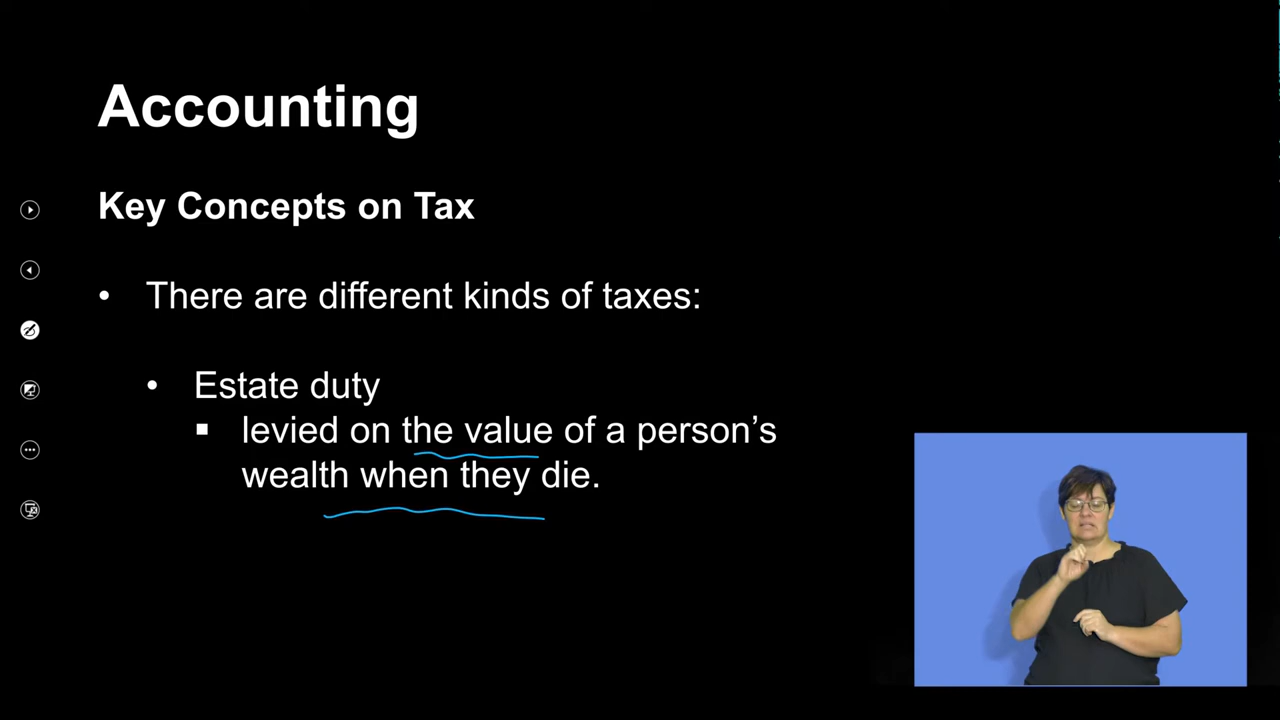 Accounting
Key Concepts on Tax
• There are different kinds of taxes:
• Estate duty
▪ levied on the value of a person’s
wealth when they die.